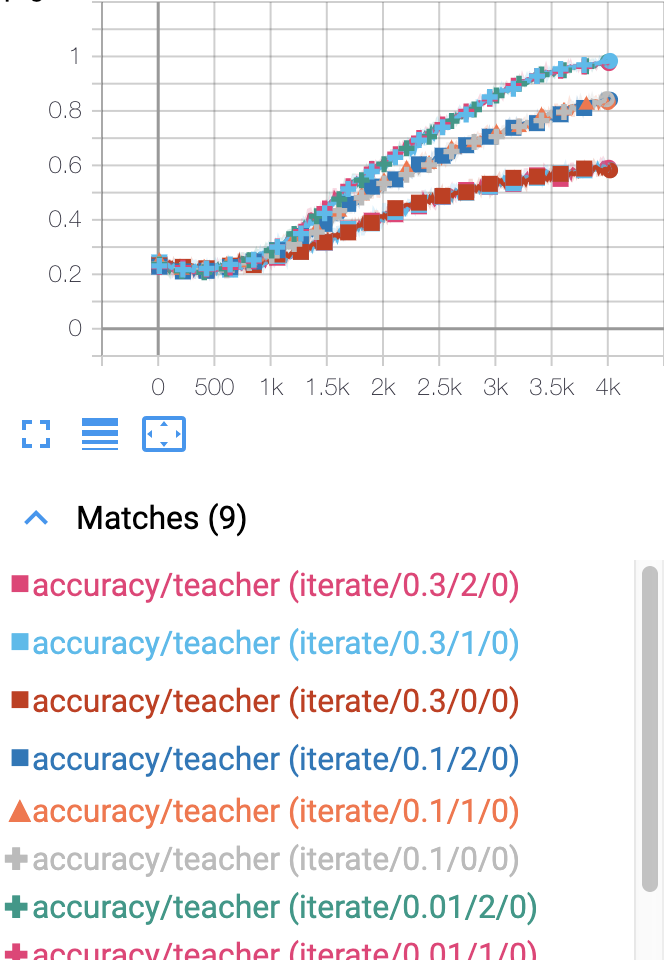 1
0.8
0.6
0.4
0.2
0
0 500 1k 1.5k 2k 2.5k 3k 3.5k 4k
Matches (9)
accuracy/teacher (iterate/0.3/2/0)
accuracy/teacher (iterate/0.3/1/0)
accuracy/teacher (iterate/0.3/0/0)
accuracy/teacher (iterate/0.1/2/0)
accuracy/teacher (iterate/0.1/1/0)
accuracy/teacher (iterate/0.1/0/0)
accuracy/teacher (iterate/0.01/2/0)
accuracy/teacher (iterate/0.01/1/0)